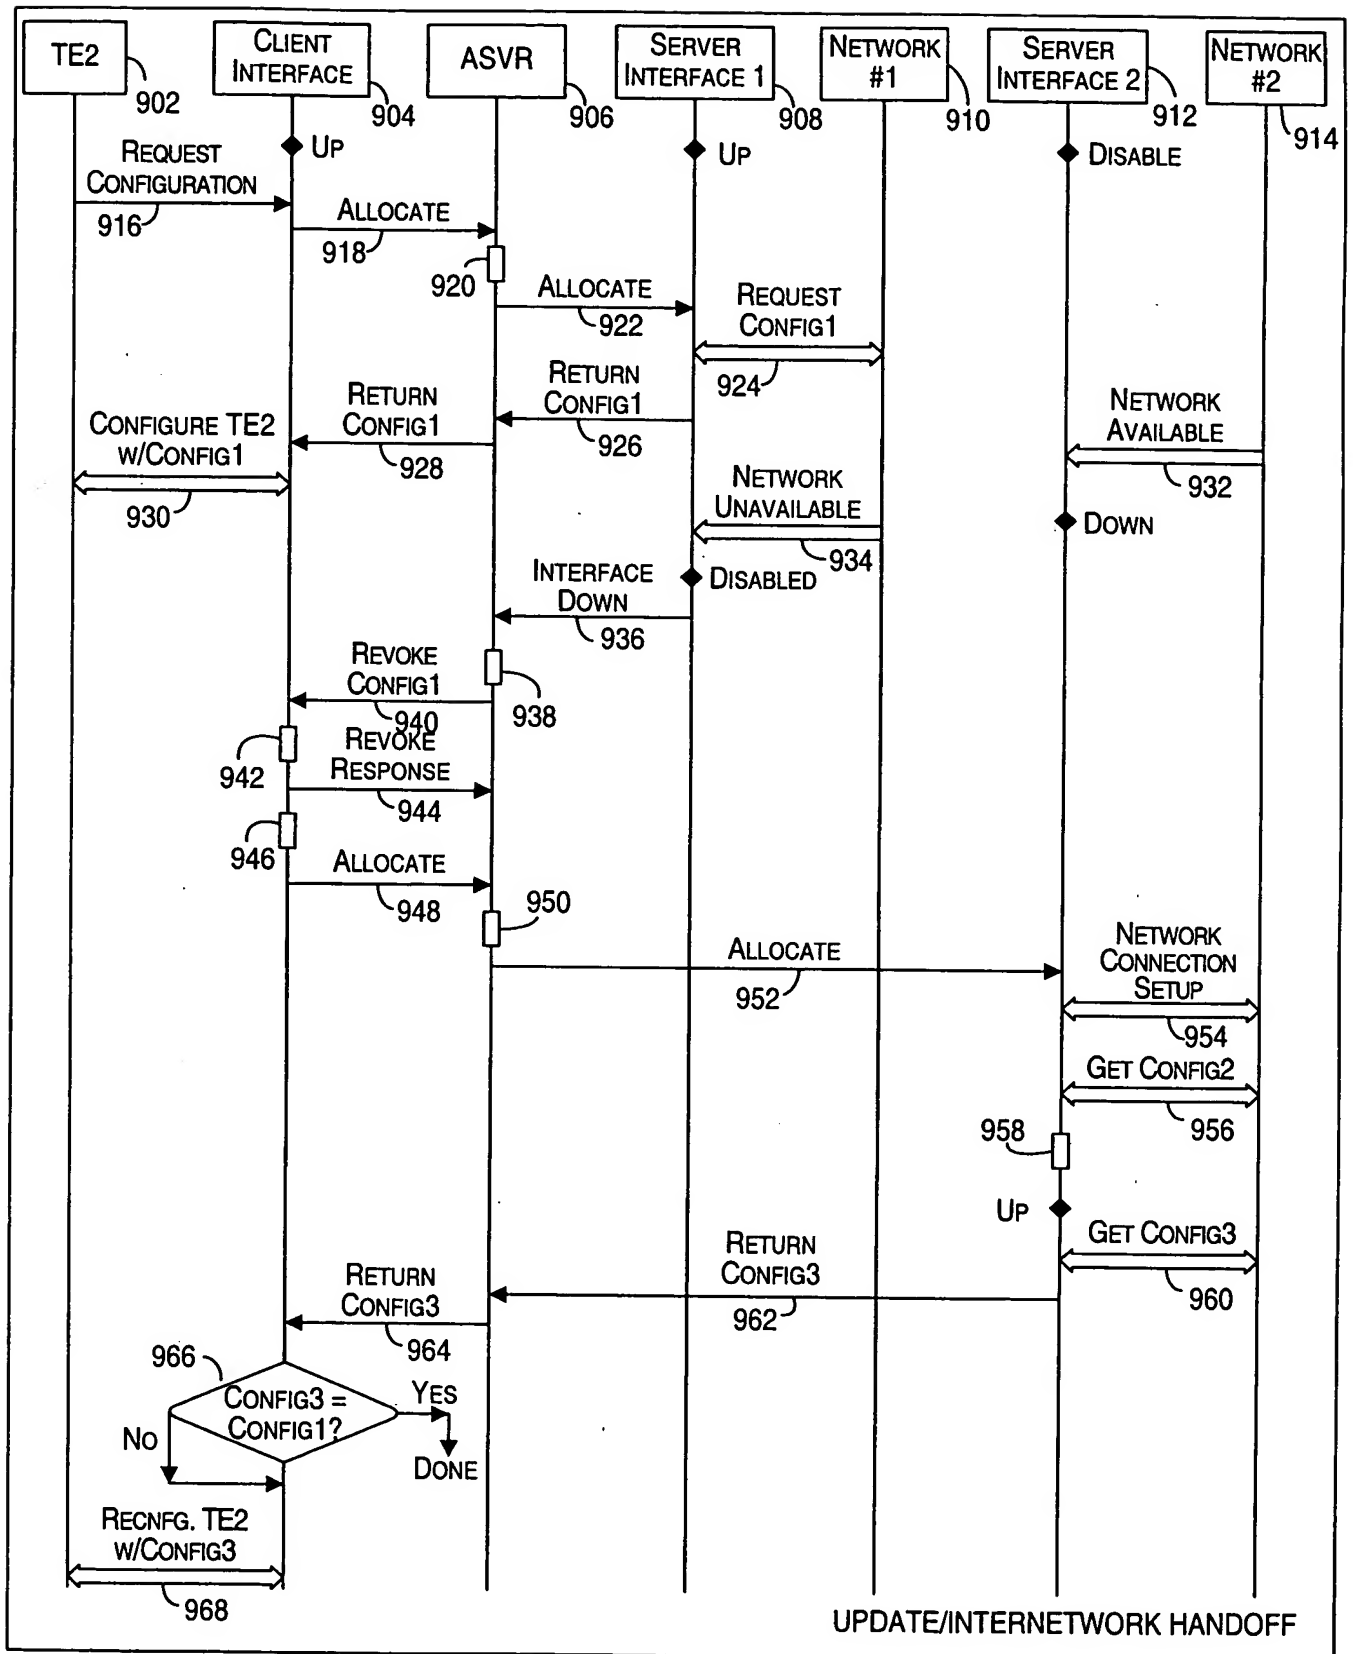 TE2
902
CLIENT
INTERFACE
904
ASVR
906
SERVER
INTERFACE 1
908
NETWORK
#1
910
SERVER
INTERFACE 2
912
NETWORK
#2
914
UP
UP
DISABLE
REQUEST
CONFIGURATION
916
ALLOCATE
918
920
ALLOCATE
922
REQUEST
CONFIG1
924
RETURN
CONFIG1
926
RETURN
CONFIG1
928
CONFIGURE TE2
W/CONFIG1
930
NETWORK
AVAILABLE
932
DOWN
NETWORK
UNAVAILABLE
934
DISABLED
INTERFACE
DOWN
936
938
REVOKE
CONFIG1
940
942
REVOKE
RESPONSE
944
946
ALLOCATE
948
950
ALLOCATE
952
NETWORK
CONNECTION
SETUP
954
GET CONFIG2
956
958
UP
GET CONFIG3
960
RETURN
CONFIG3
962
RETURN
CONFIG3
964
966
CONFIG3 =
CONFIG1?
YES
NO
DONE
RECNFG. TE2
W/CONFIG3
968
UPDATE/INTERNETWORK HANDOFF